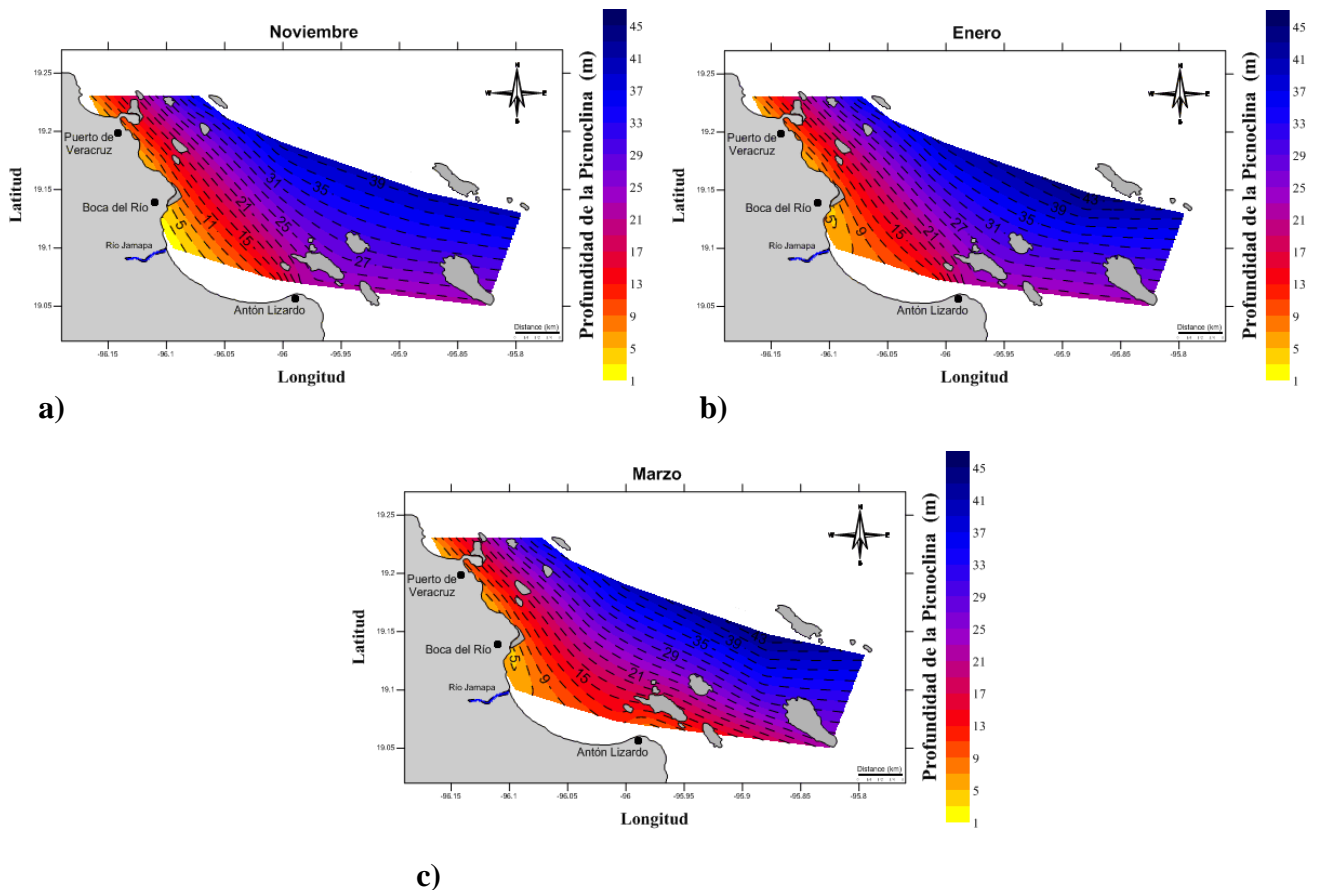 Noviembre
19.25
19.2
19.15
19.1
19.05
Latitud
Puerto de
Veracruz
Boca del Río
Río Jamapa
Antón Lizardo
5
11
15
21
25
27
31
35
39
27
N
W E
S
Distance (km)
-96.15 -96.1 -96.05 -96 -95.95 -95.9 -95.85 -95.8
Longitud
Profundidad de la Picnoclina (m)
45
41
37
33
29
25
21
17
13
9
5
1
a)
Enero
19.25
19.2
19.15
19.1
19.05
Latitud
Puerto de
Veracruz
Boca del Río
Río Jamapa
Antón Lizardo
5
9
15
21
27
31
35
39
43
N
W E
S
Distance (km)
-96.15 -96.1 -96.05 -96 -95.95 -95.9 -95.85 -95.8
Longitud
Profundidad de la Picnoclina (m)
45
41
37
33
29
25
21
17
13
9
5
1
b)
Marzo
19.25
19.2
19.15
19.1
19.05
Latitud
Puerto de
Veracruz
Boca del Río
Río Jamapa
Antón Lizardo
5
9
15
21
29
35
39
43
N
W E
S
Distance (km)
-96.15 -96.1 -96.05 -96 -95.95 -95.9 -95.85 -95.8
Longitud
Profundidad de la Picnoclina (m)
45
41
37
33
29
25
21
17
13
9
5
1
c)